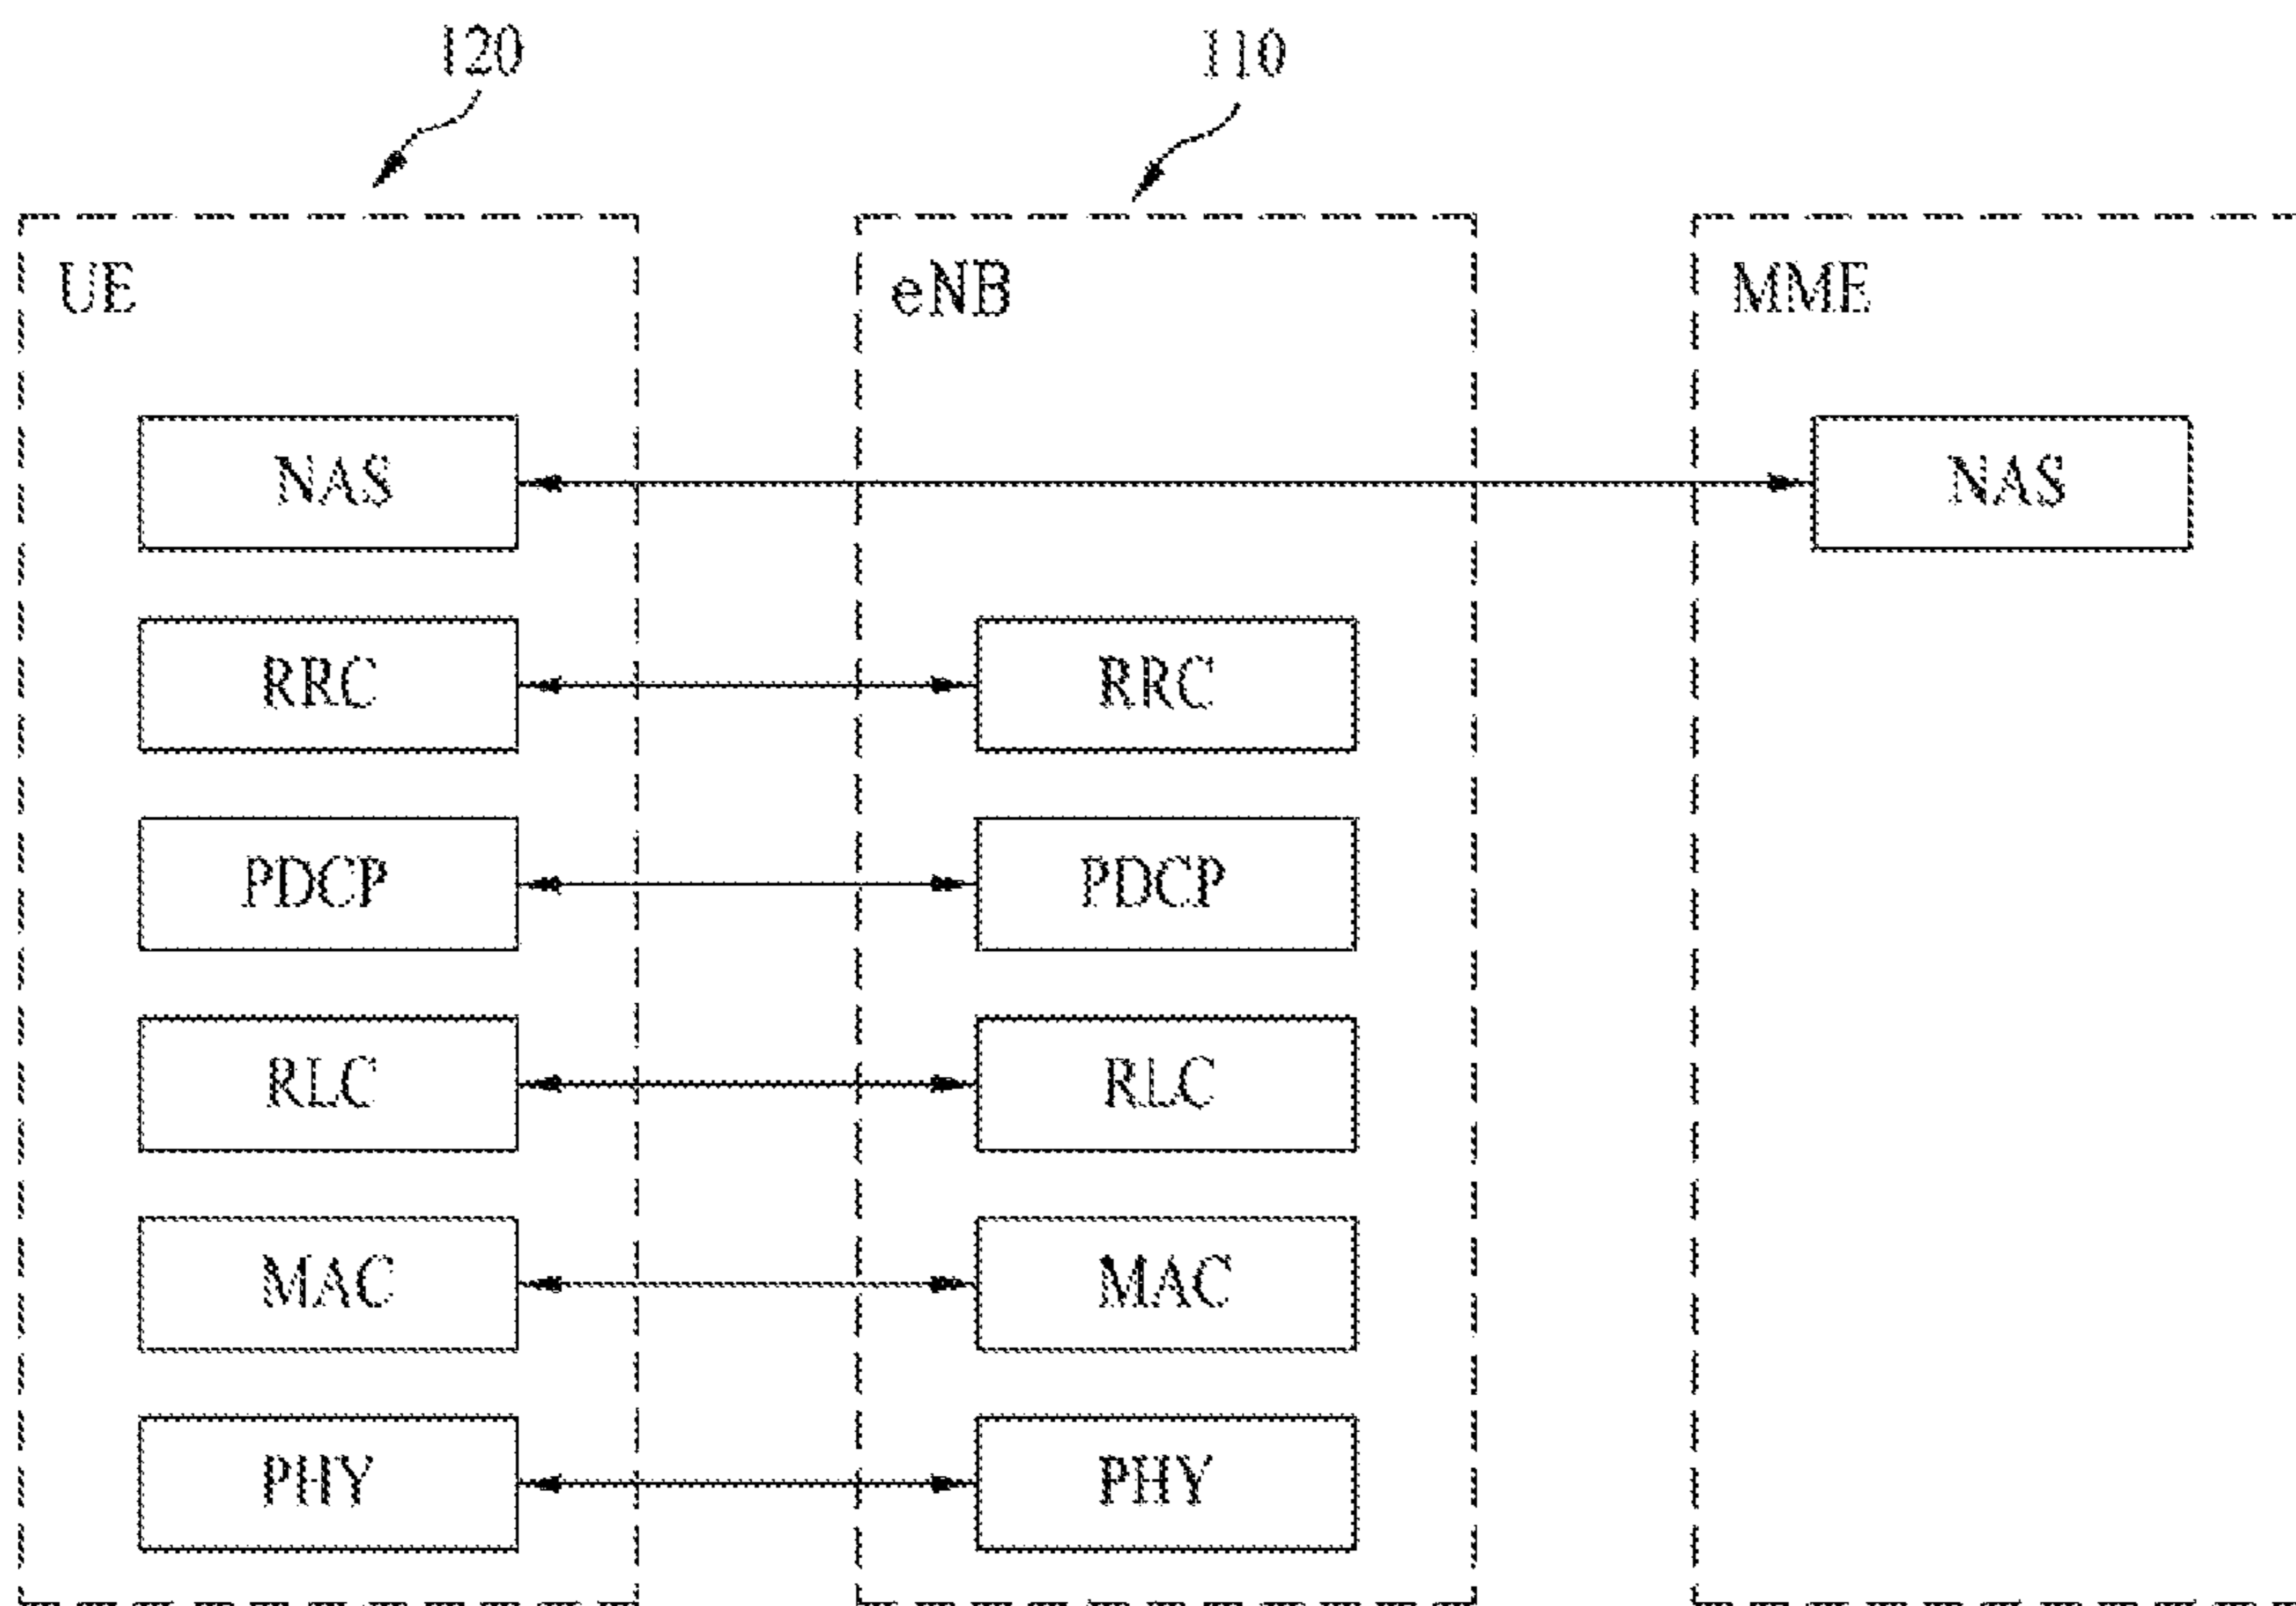 120 110
UE eNB MME
NAS NAS
RRC RRC
PDCP PDCP
RLC RLC
MAC MAC
PHY PHY